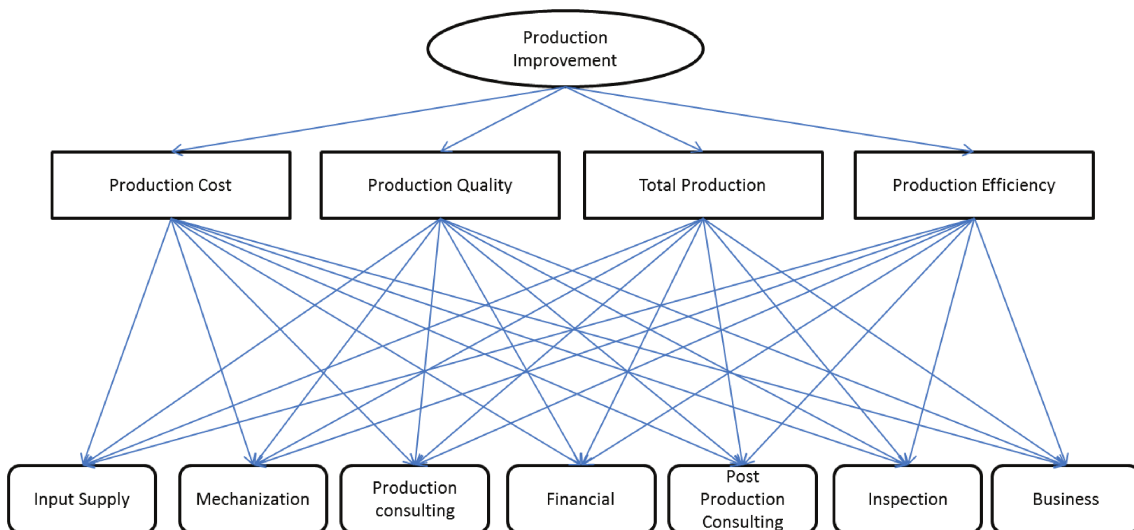 Production
Improvement
Production Cost
Production Quality
Total Production
Production Efficiency
Input Supply
Mechanization
Production
consulting
Financial
Post
Production
Consulting
Inspection
Business